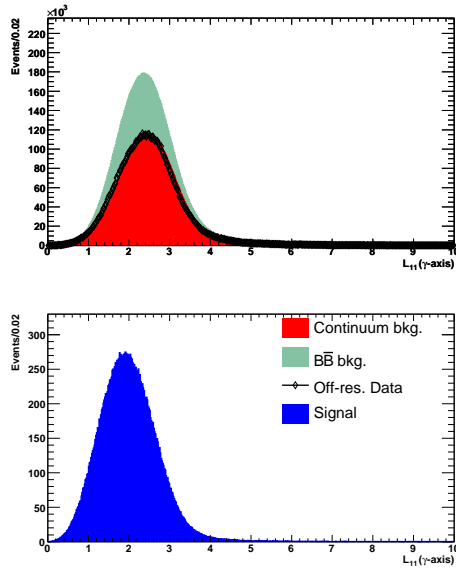 ×10³
Events/0.02
220
200
180
160
140
120
100
80
60
40
20
0
0 1 2 3 4 5 6 7 8 9 10
L₁₁(γ-axis)
Events/0.02
300
250
200
150
100
50
0
0 1 2 3 4 5 6 7 8 9 10
L₁₁(γ-axis)
Continuum bkg.
BB̅ bkg.
Off-res. Data
Signal